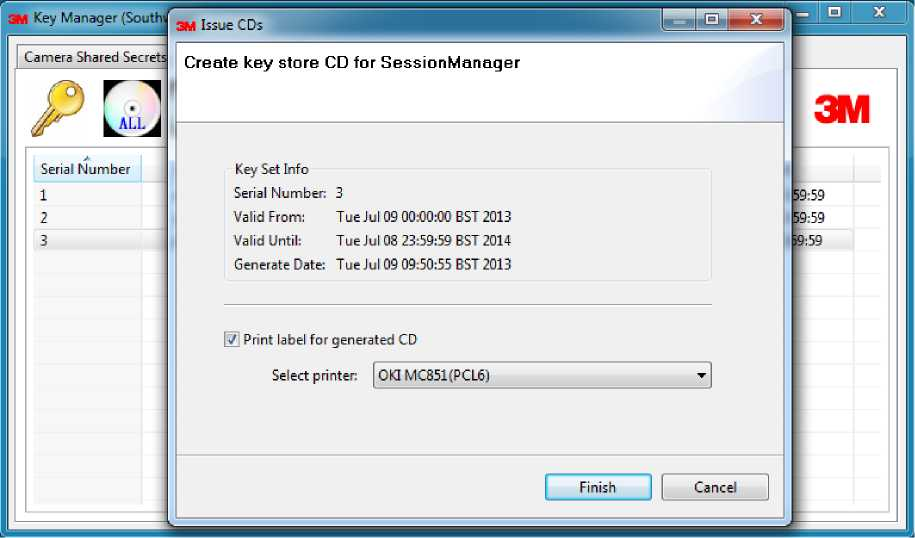 3M Key Manager (South
3M Issue CDs
Camera Shared Secrets
Create key store CD for SessionManager
ALL
3M
Serial Number
1
2
3
59:59
59:59
59:59
Key Set Info
Serial Number: 3
Valid From: Tue Jul 09 00:00:00 BST 2013
Valid Until: Tue Jul 08 23:59:59 BST 2014
Generate Date: Tue Jul 09 09:50:55 BST 2013
Print label for generated CD
Select printer: OKI MC851(PCL6)
Finish
Cancel